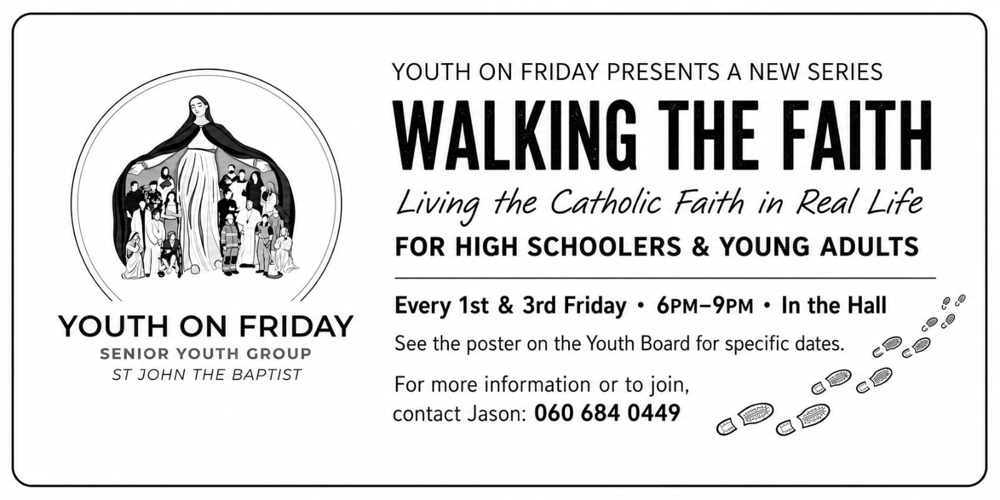 YOUTH ON FRIDAY
SENIOR YOUTH GROUP
ST JOHN THE BAPTIST
YOUTH ON FRIDAY PRESENTS A NEW SERIES
WALKING THE FAITH
Living the Catholic Faith in Real Life
FOR HIGH SCHOOLERS & YOUNG ADULTS
Every 1st & 3rd Friday • 6PM–9PM • In the Hall
See the poster on the Youth Board for specific dates.
For more information or to join,
contact Jason: 060 684 0449